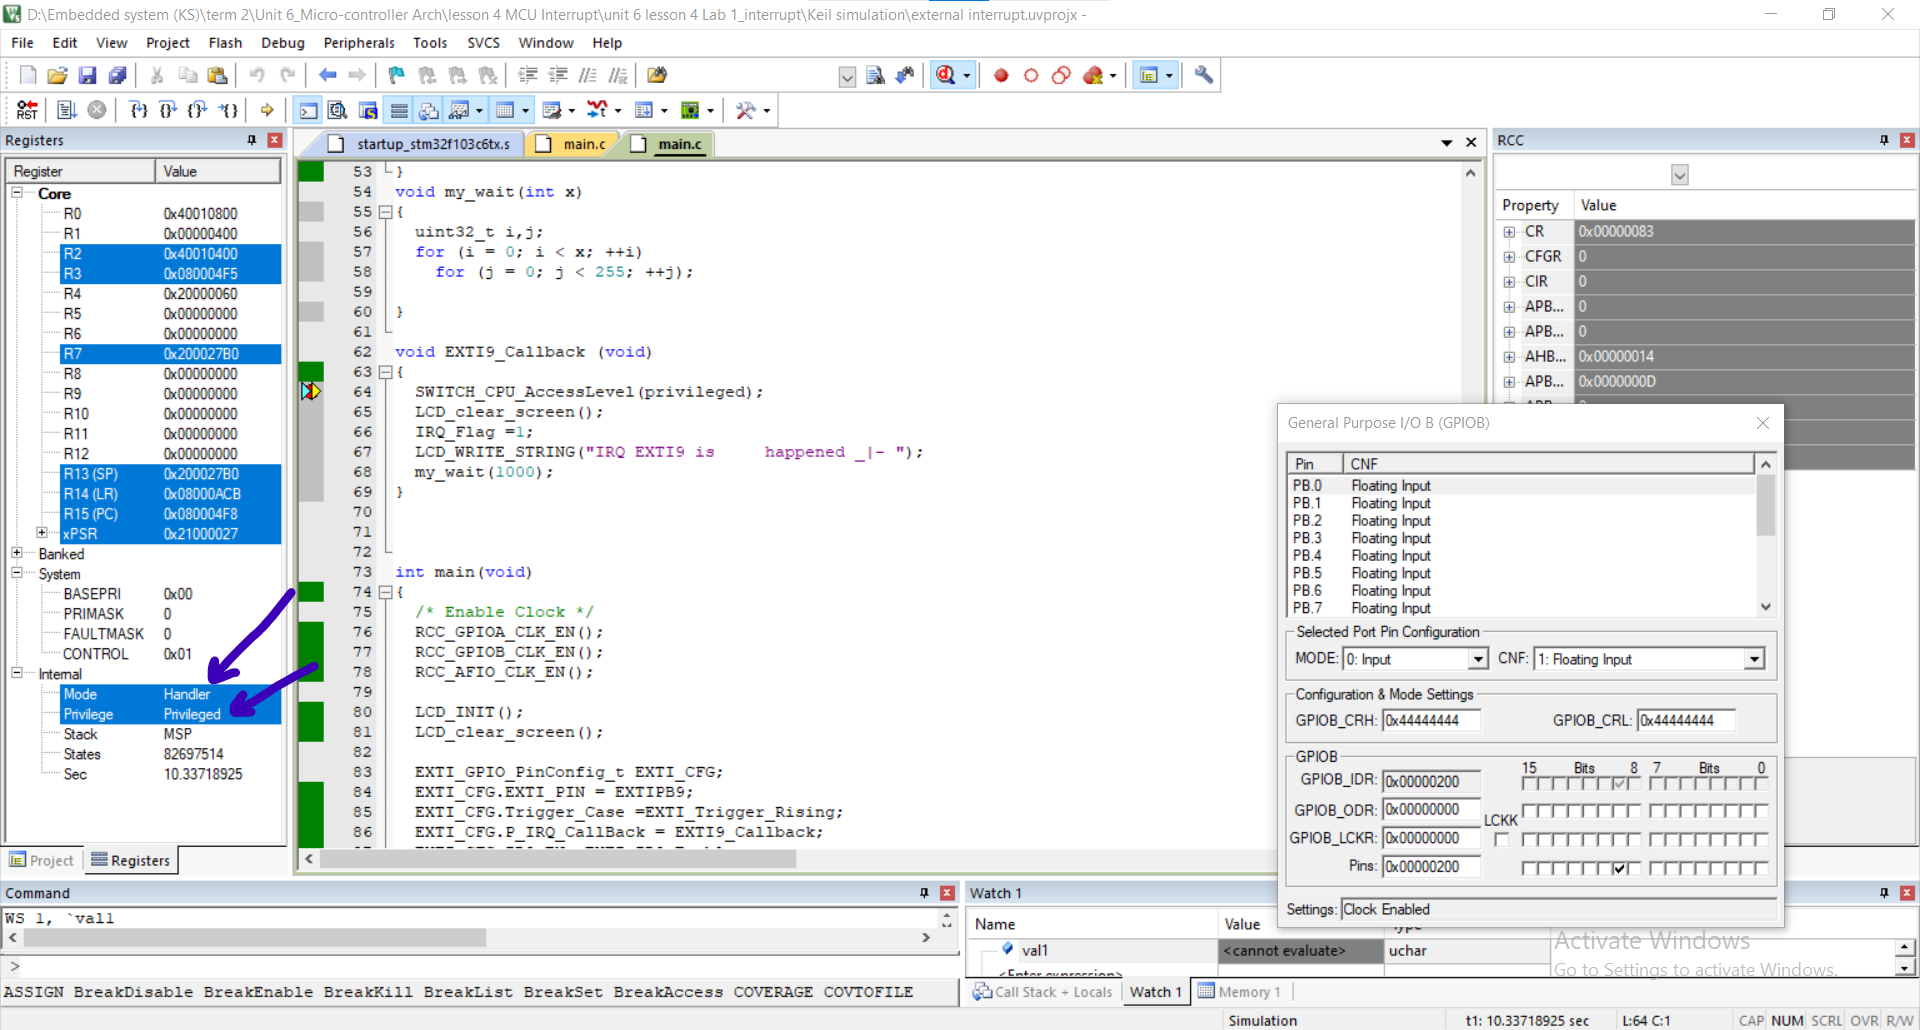 D:\Embedded system (KS)\term 2\Unit 6_Micro-controller Arch\lesson 4 MCU Interrupt\unit 6 lesson 4 Lab 1_interrupt\Keil simulation\external interrupt.uvprojx -
File Edit View Project Flash Debug Peripherals Tools SVCS Window Help
RST
Registers
Register Value
Core
R0 0x40010800
R1 0x00000400
R2 0x40010400
R3 0x080004F5
R4 0x20000060
R5 0x00000000
R6 0x00000000
R7 0x200027B0
R8 0x00000000
R9 0x00000000
R10 0x00000000
R11 0x00000000
R12 0x00000000
R13 (SP) 0x200027B0
R14 (LR) 0x08000ACB
R15 (PC) 0x080004F8
xPSR 0x21000027
Banked
System
BASEPRI 0x00
PRIMASK 0
FAULTMASK 0
CONTROL 0x01
Internal
Mode Handler
Privilege Privileged
Stack MSP
States 82697514
Sec 10.33718925
Project Registers
startup_stm32f103c6tx.s main.c main.c
53 }
54 void my_wait(int x)
55 {
56 uint32_t i,j;
57 for (i = 0; i < x; ++i)
58 for (j = 0; j < 255; ++j);
59
60 }
61
62 void EXTI9_Callback (void)
63 {
64 SWITCH_CPU_AccessLevel(privileged);
65 LCD_clear_screen();
66 IRQ_Flag =1;
67 LCD_WRITE_STRING("IRQ EXTI9 is     happened _|- ");
68 my_wait(1000);
69 }
70
71
72
73 int main(void)
74 {
75 /* Enable Clock */
76 RCC_GPIOA_CLK_EN();
77 RCC_GPIOB_CLK_EN();
78 RCC_AFIO_CLK_EN();
79
80 LCD_INIT();
81 LCD_clear_screen();
82
83 EXTI_GPIO_PinConfig_t EXTI_CFG;
84 EXTI_CFG.EXTI_PIN = EXTIPB9;
85 EXTI_CFG.Trigger_Case =EXTI_Trigger_Rising;
86 EXTI_CFG.P_IRQ_CallBack = EXTI9_Callback;
RCC
Property Value
CR 0x00000083
CFGR 0
CIR 0
APB... 0
APB... 0
AHB... 0x00000014
APB... 0x0000000D
General Purpose I/O B (GPIOB)
Pin CNF
PB.0 Floating Input
PB.1 Floating Input
PB.2 Floating Input
PB.3 Floating Input
PB.4 Floating Input
PB.5 Floating Input
PB.6 Floating Input
PB.7 Floating Input
Selected Port Pin Configuration
MODE: 0: Input CNF: 1: Floating Input
Configuration & Mode Settings
GPIOB_CRH: 0x44444444 GPIOB_CRL: 0x44444444
GPIOB
15 Bits 8 7 Bits 0
GPIOB_IDR: 0x00000200
GPIOB_ODR: 0x00000000
LCKK
GPIOB_LCKR: 0x00000000
Pins: 0x00000200
Settings: Clock Enabled
Command
WS 1, `val1
>
ASSIGN BreakDisable BreakEnable BreakKill BreakList BreakSet BreakAccess COVERAGE COVTOFILE
Watch 1
Name Value
val1 <cannot evaluate> uchar
<Enter expression>
Call Stack + Locals Watch 1 Memory 1
Activate Windows
Go to Settings to activate Windows.
Simulation t1: 10.33718925 sec L:64 C:1 CAP NUM SCRL OVR R/W